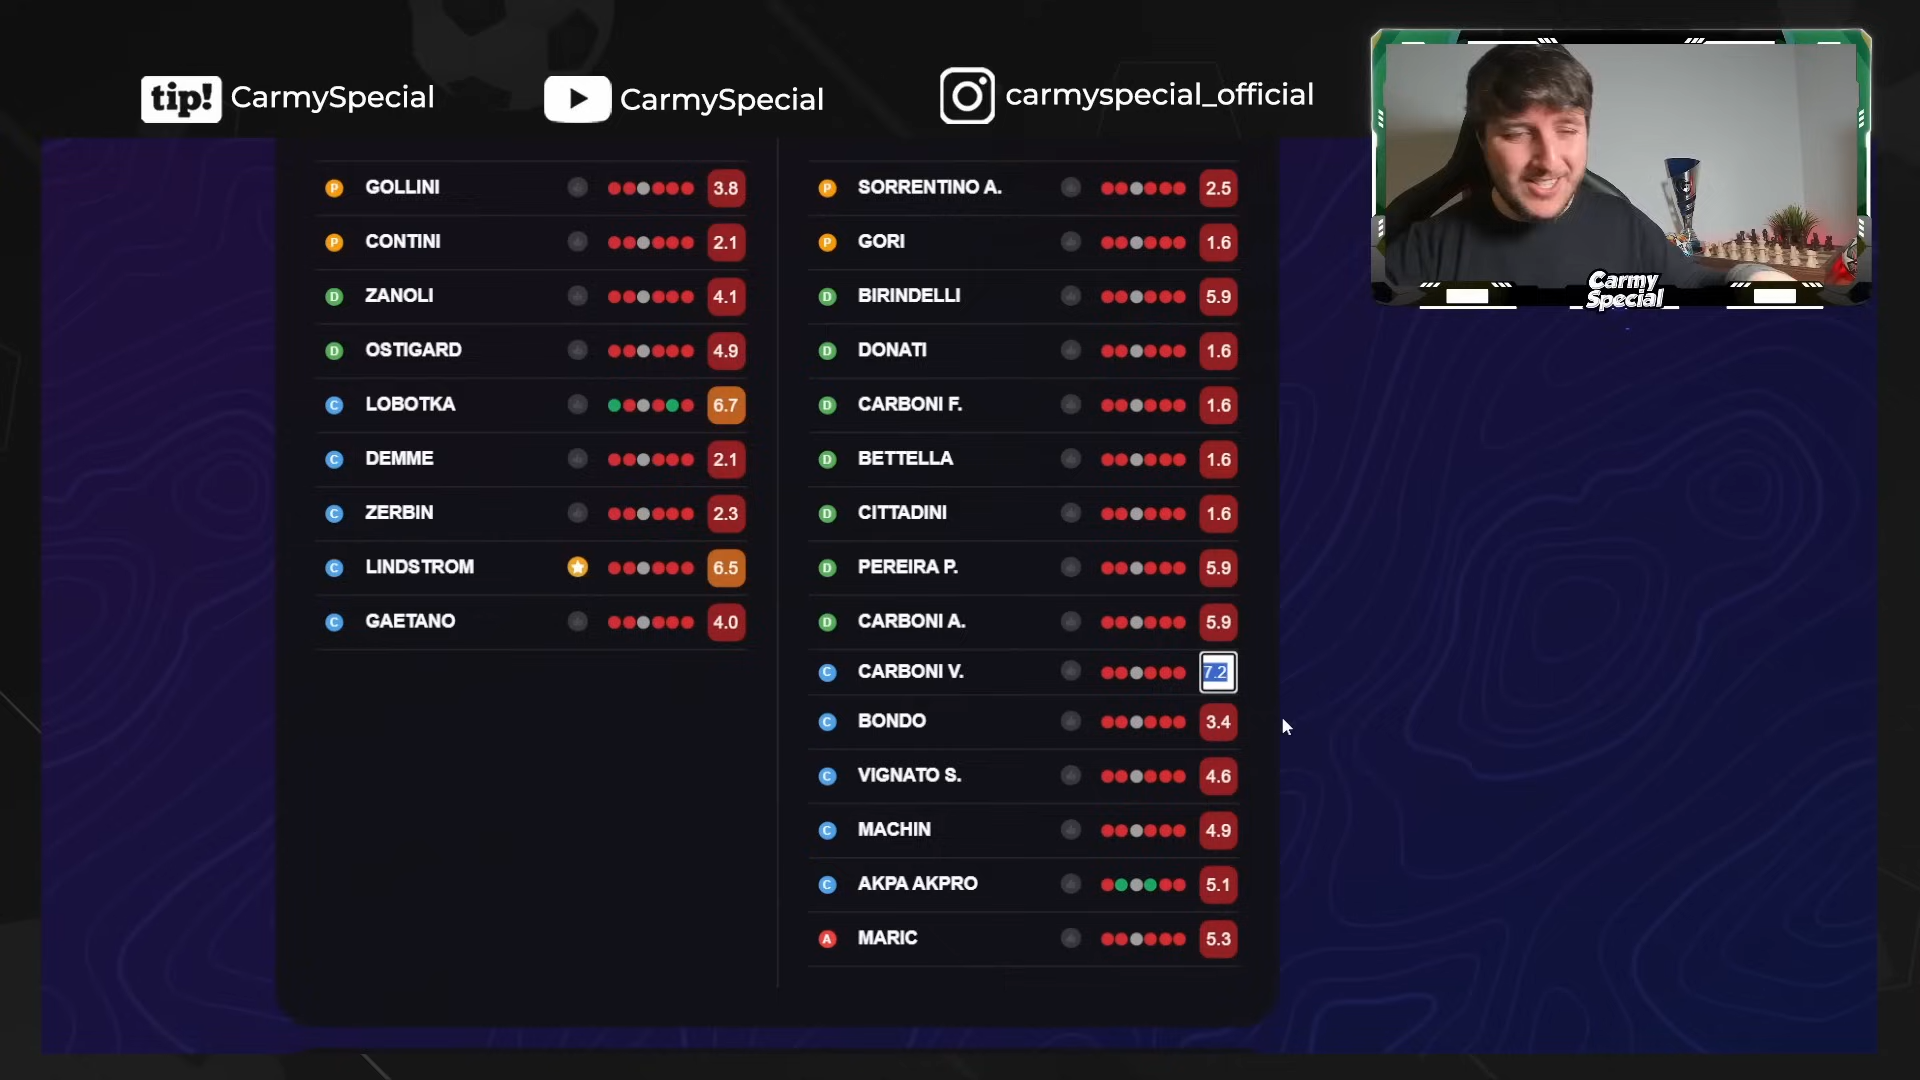 tip! CarmySpecial
CarmySpecial
carmyspecial_official
Carmy
Special
P GOLLINI 3.8
P CONTINI 2.1
D ZANOLI 4.1
D OSTIGARD 4.9
C LOBOTKA 6.7
C DEMME 2.1
C ZERBIN 2.3
C LINDSTROM 6.5
C GAETANO 4.0
P SORRENTINO A. 2.5
P GORI 1.6
D BIRINDELLI 5.9
D DONATI 1.6
D CARBONI F. 1.6
D BETTELLA 1.6
D CITTADINI 1.6
D PEREIRA P. 5.9
D CARBONI A. 5.9
C CARBONI V. 7.2
C BONDO 3.4
C VIGNATO S. 4.6
C MACHIN 4.9
C AKPA AKPRO 5.1
A MARIC 5.3